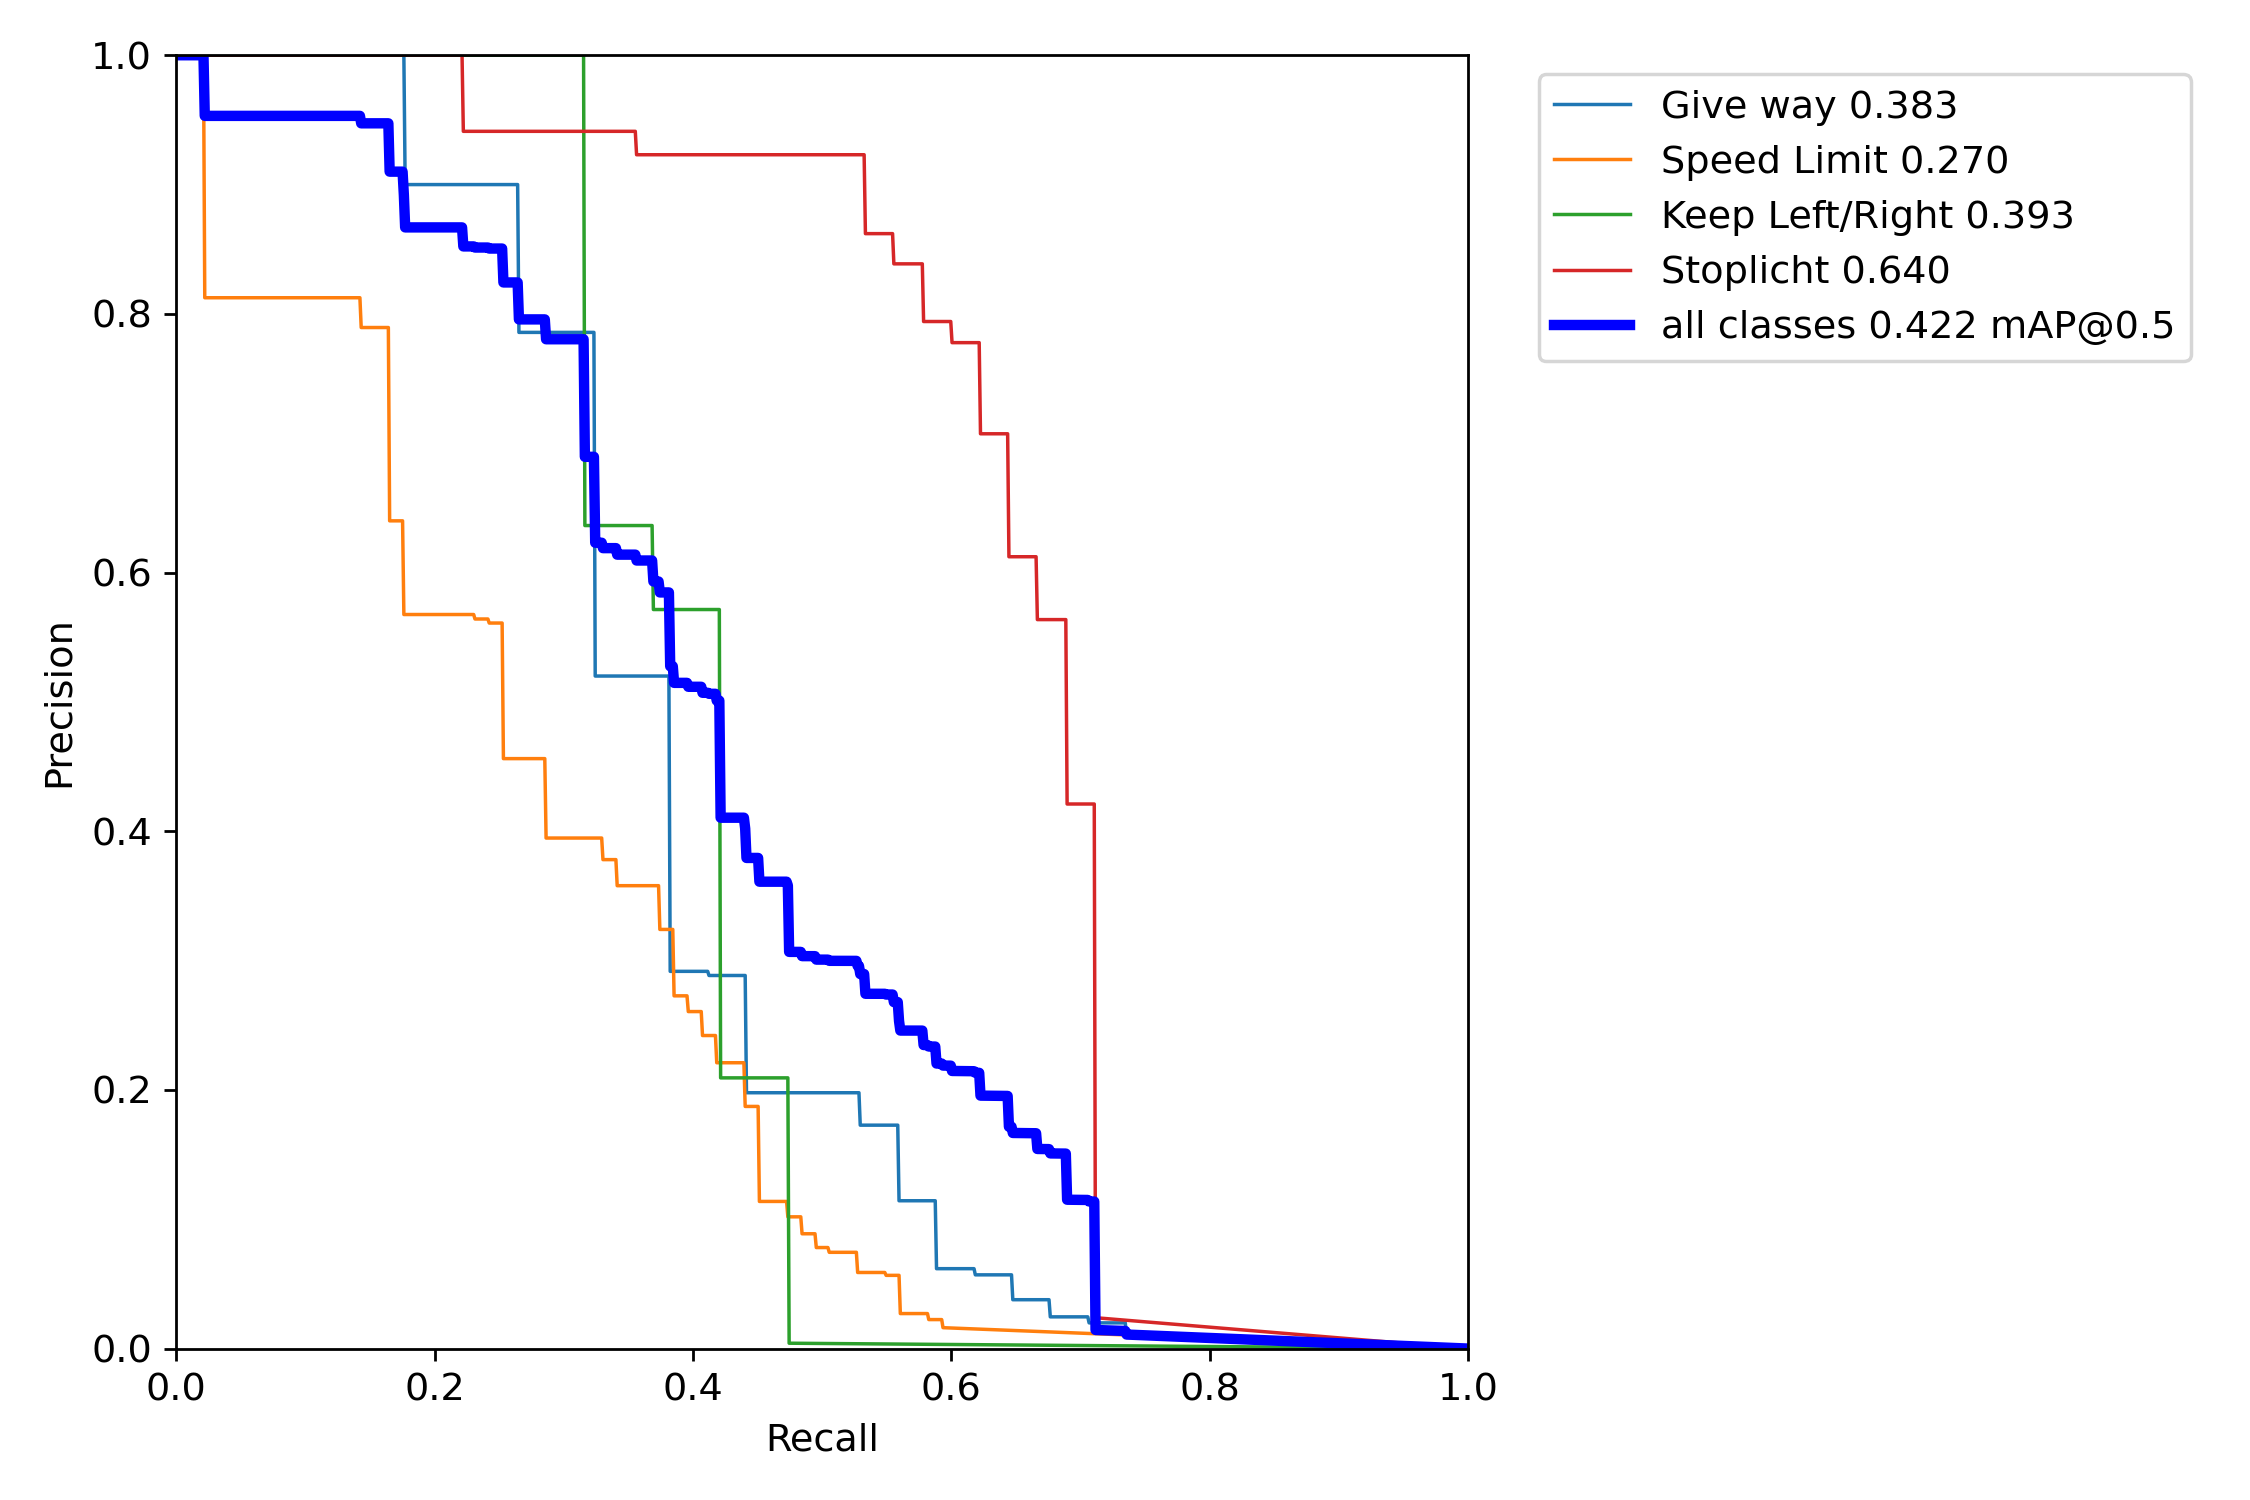 1.0
0.8
0.6
0.4
0.2
0.0
Precision
0.0 0.2 0.4 0.6 0.8 1.0
Recall
Give way 0.383
Speed Limit 0.270
Keep Left/Right 0.393
Stoplicht 0.640
all classes 0.422 mAP@0.5